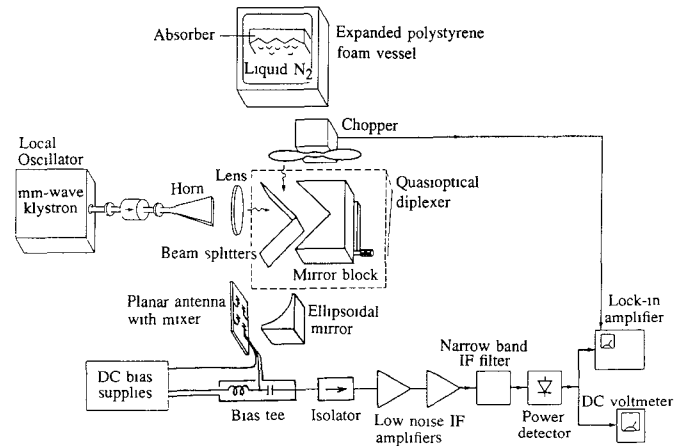 Absorber
Liquid N2
Expanded polystyrene
foam vessel
Chopper
Local
Oscillator
mm-wave
klystron
Horn
Lens
Quasioptical
diplexer
Beam splitters
Mirror block
Planar antenna
with mixer
Ellipsoidal
mirror
Lock-in
amplifier
Narrow band
IF filter
DC bias
supplies
Bias tee
Isolator
Low noise IF
amplifiers
Power
detector
DC voltmeter